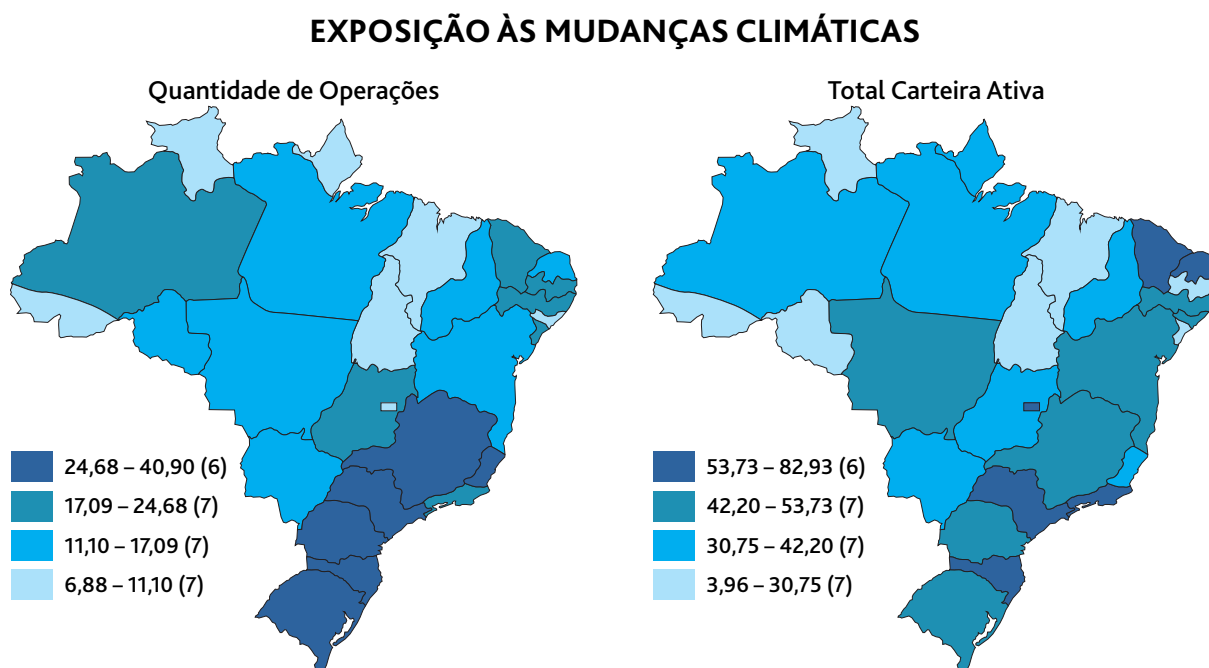 EXPOSIÇÃO ÀS MUDANÇAS CLIMÁTICAS
Quantidade de Operações
24,68 – 40,90 (6)
17,09 – 24,68 (7)
11,10 – 17,09 (7)
6,88 – 11,10 (7)
Total Carteira Ativa
53,73 – 82,93 (6)
42,20 – 53,73 (7)
30,75 – 42,20 (7)
3,96 – 30,75 (7)